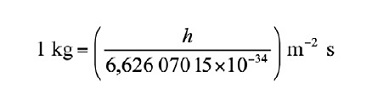 1 kg = ( h / 6,626 070 15×10⁻³⁴ ) m⁻² s